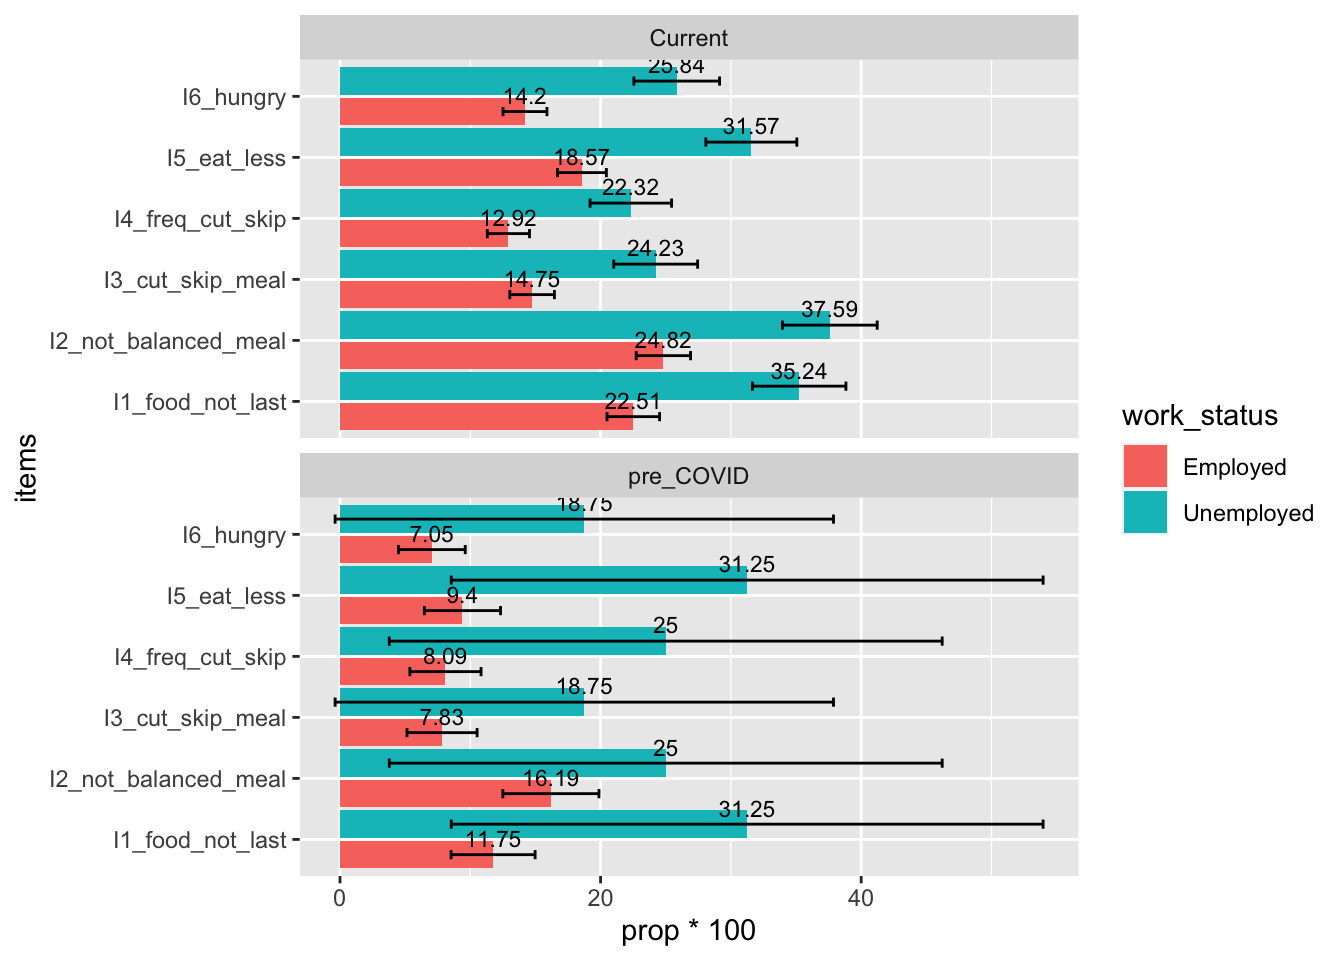 Current
I6_hungry
25.84
14.2
I5_eat_less
31.57
18.57
I4_freq_cut_skip
22.32
12.92
I3_cut_skip_meal
24.23
14.75
I2_not_balanced_meal
37.59
24.82
I1_food_not_last
35.24
22.51
pre_COVID
I6_hungry
18.75
7.05
I5_eat_less
31.25
9.4
I4_freq_cut_skip
25
8.09
I3_cut_skip_meal
18.75
7.83
I2_not_balanced_meal
25
16.19
I1_food_not_last
31.25
11.75
0 20 40
prop * 100
items
work_status
Employed
Unemployed